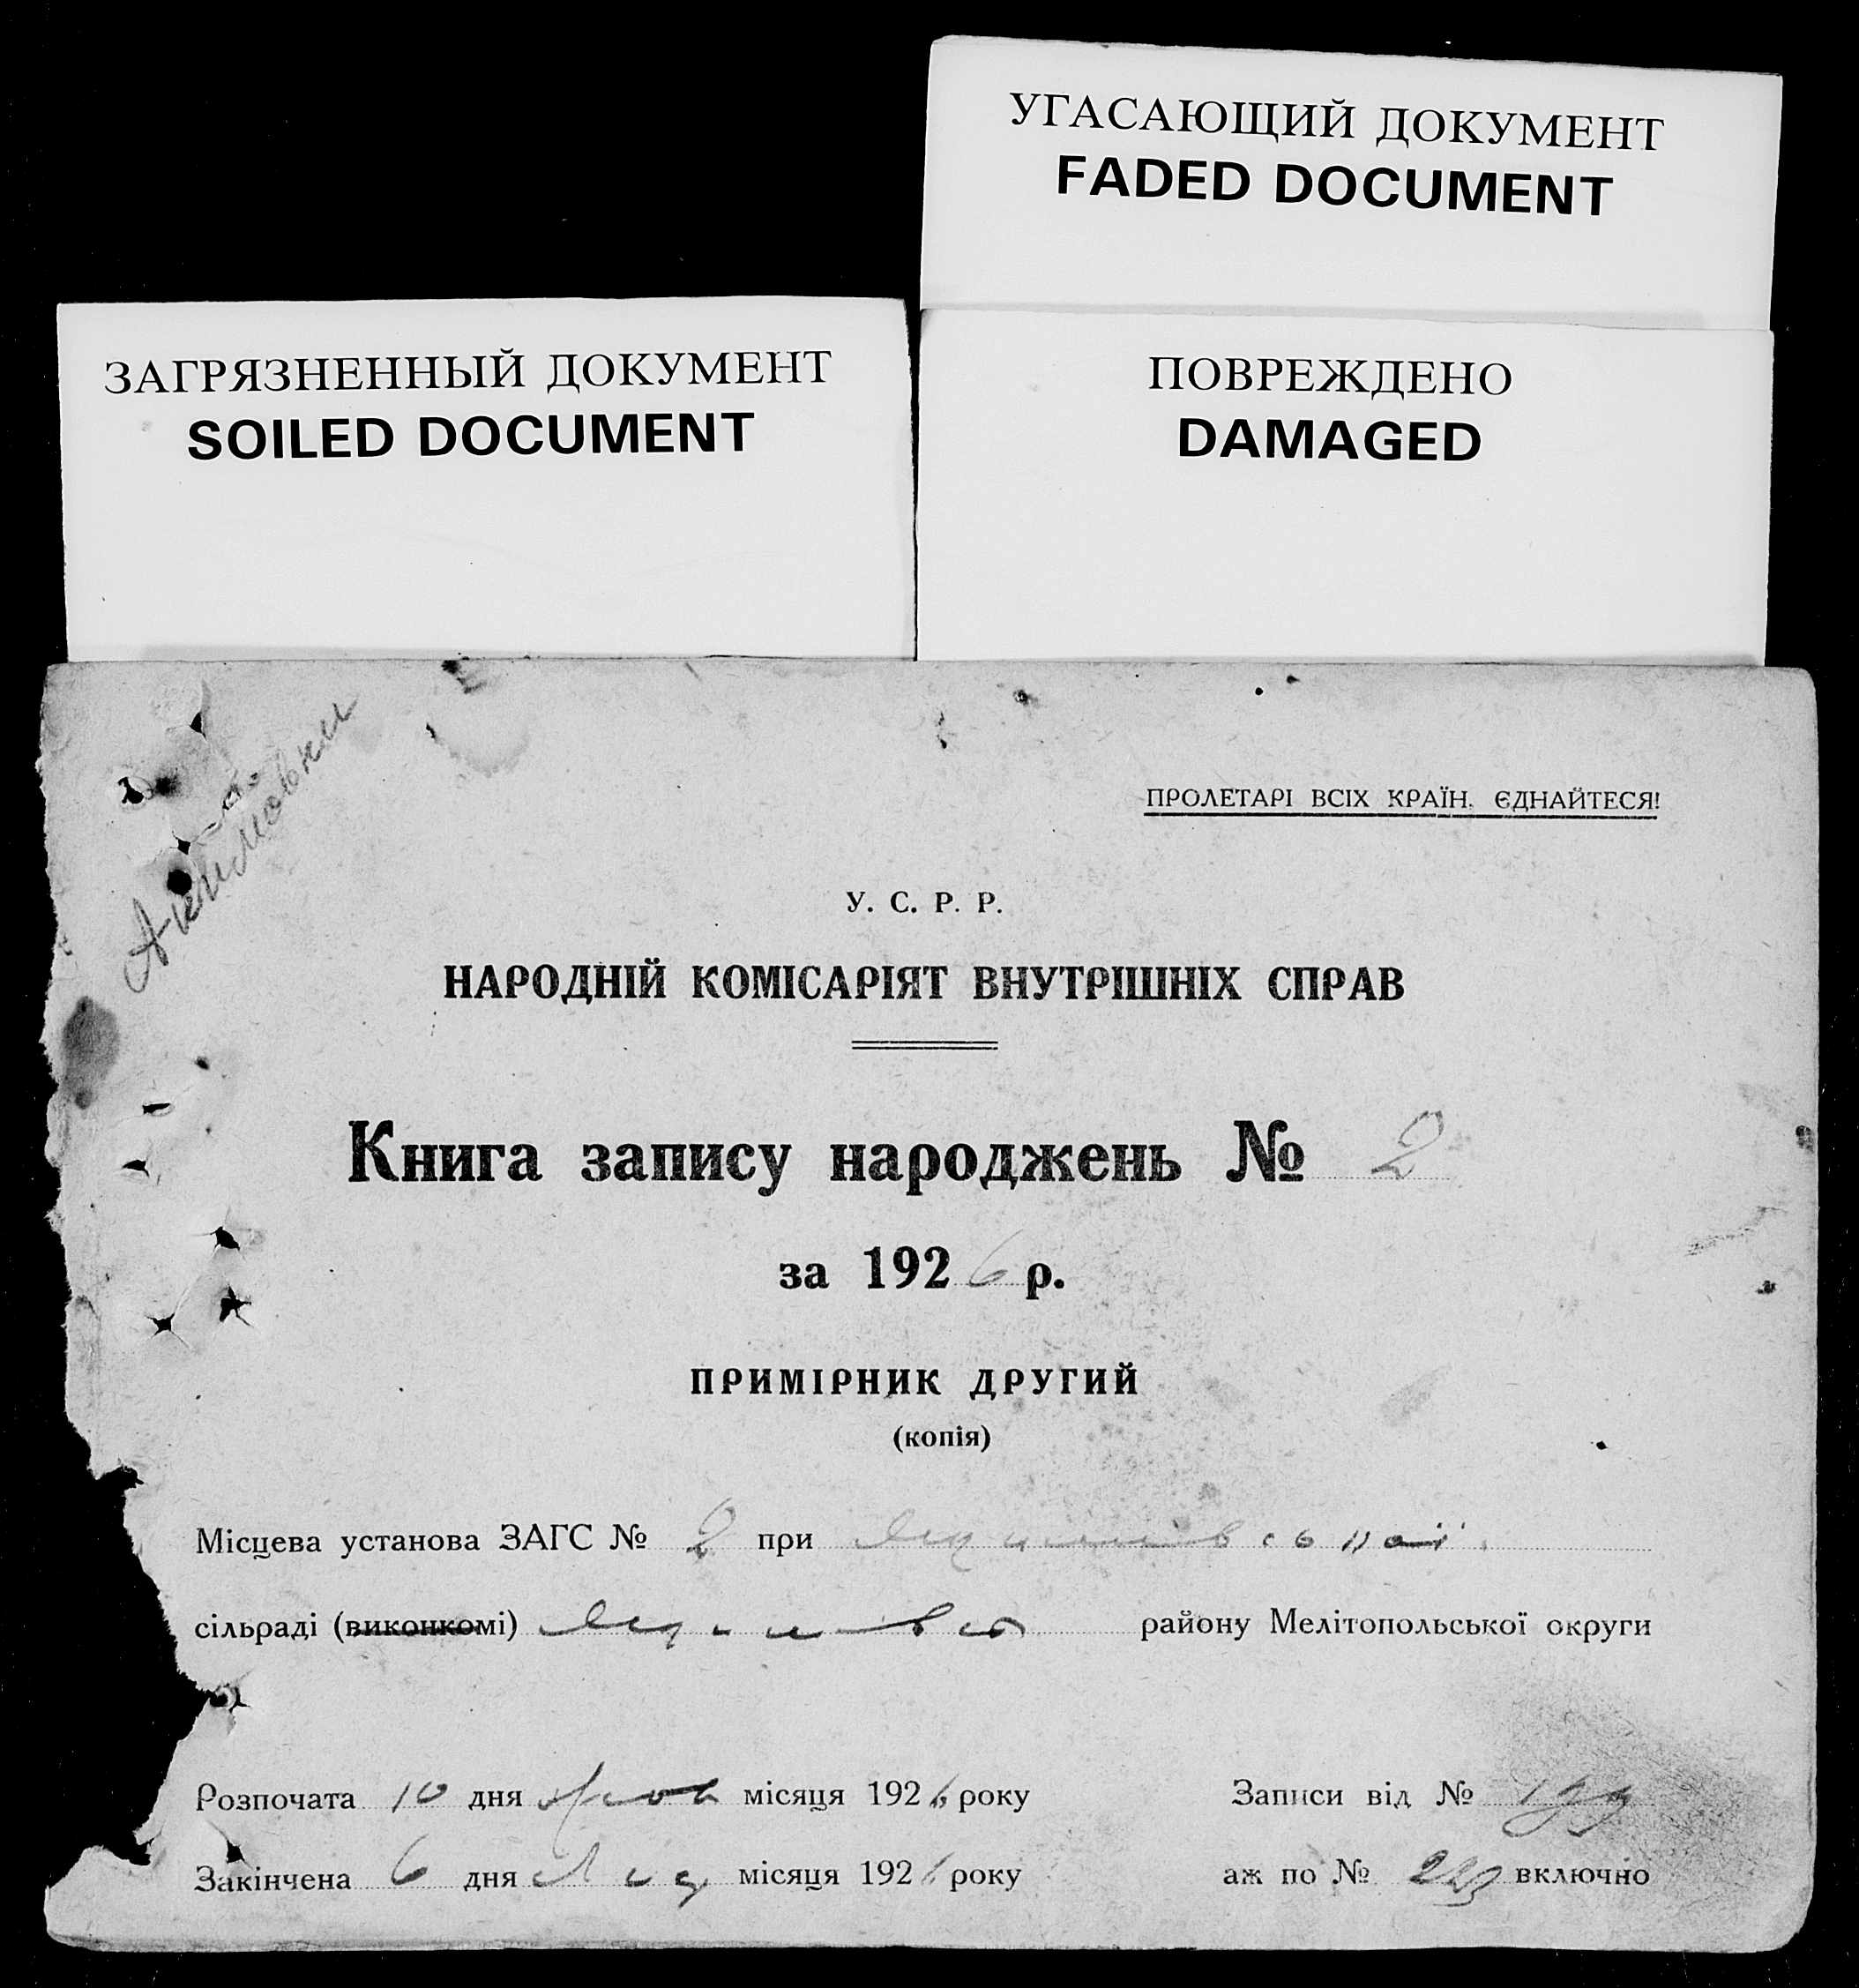 УГАСАЮЩИЙ ДОКУМЕНТ
FADED DOCUMENT
ЗАГРЯЗНЕННЫЙ ДОКУМЕНТ
SOILED DOCUMENT
ПОВРЕЖДЕНО
DAMAGED
Акимовки
ПРОЛЕТАРІ ВСІХ КРАЇН, ЄДНАЙТЕСЯ!
У. С. Р. Р.
НАРОДНІЙ КОМІСАРІЯТ ВНУТРІШНІХ СПРАВ
Книга запису народжень № 2
за 1926 р.
ПРИМІРНИК ДРУГИЙ
(копія)
Місцева установа ЗАГС № 2 при
сільраді (виконкомі) району Мелітопольської округи
Розпочата 10 дня місяця 1926 року Записи від №
Закінчена 6 дня місяця 1926 року аж по № включно